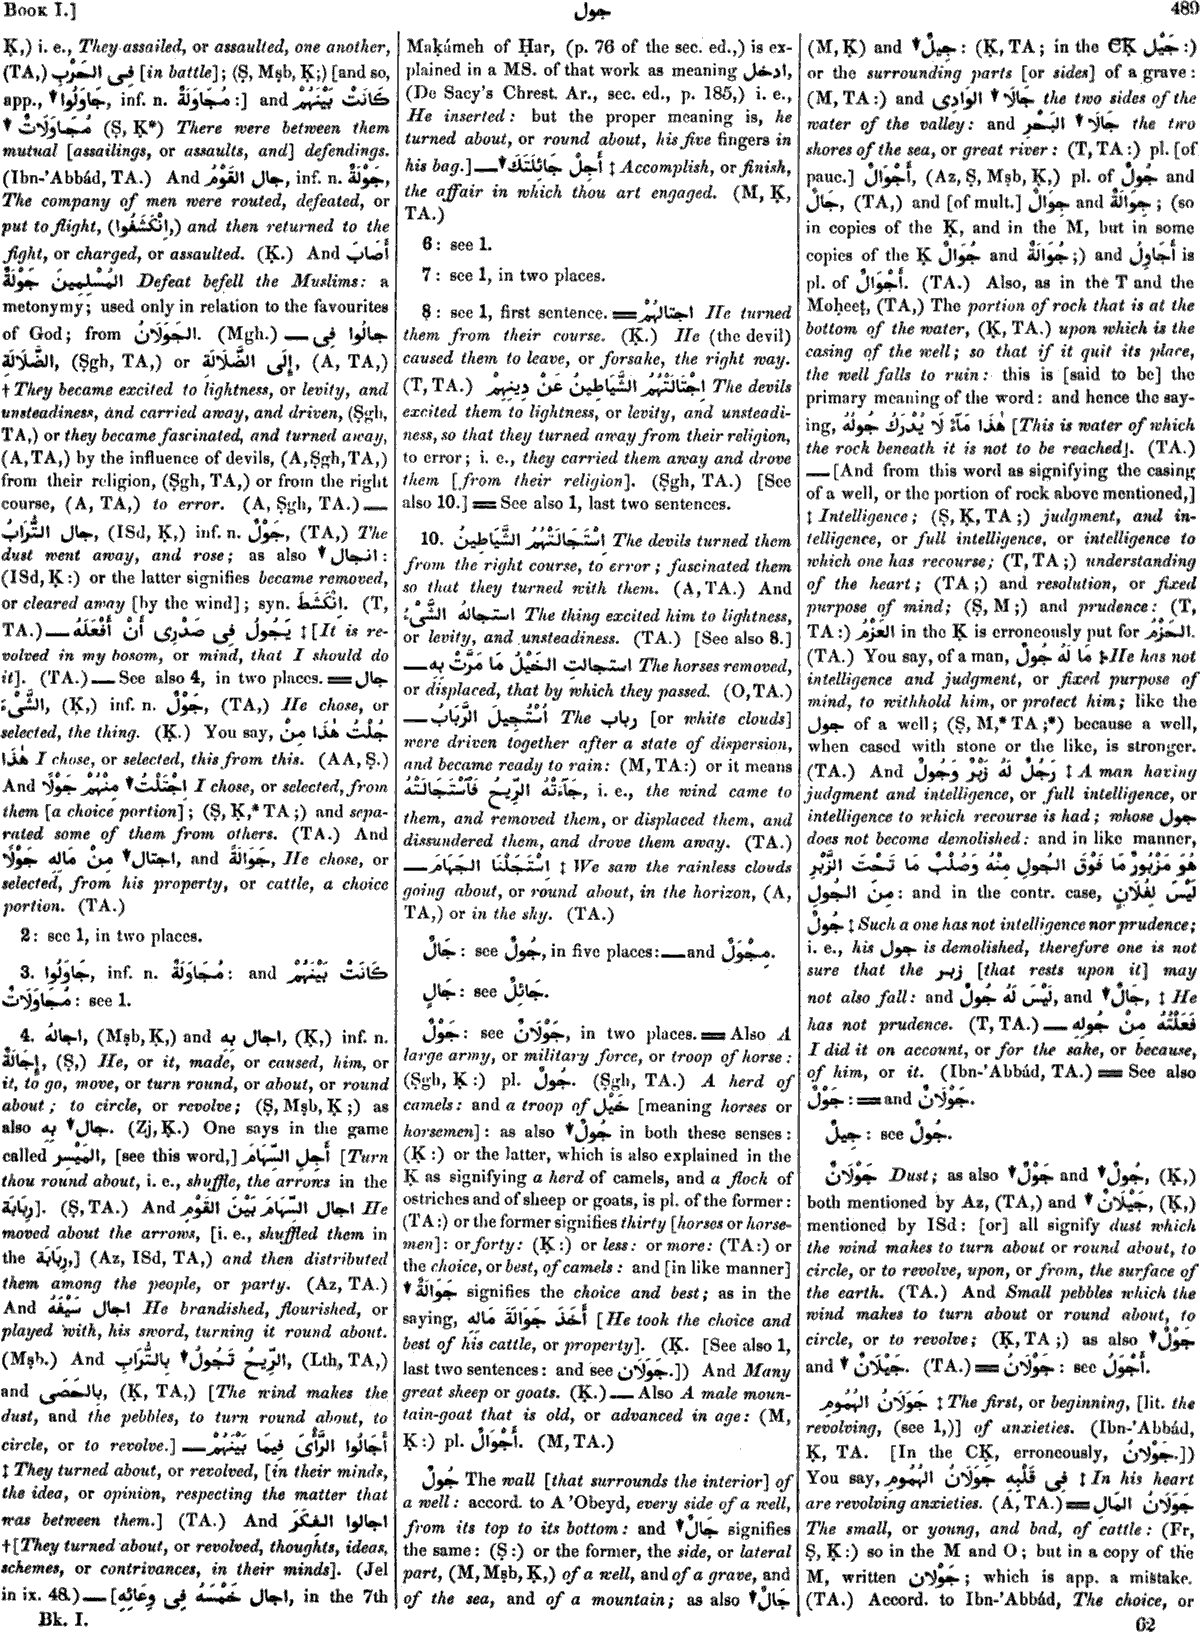 BOOK I.]
جول
489
Ḳ,) i. e., They assailed, or assaulted, one another,
(TA,) فِى الحَرْبِ [in battle]; (Ṣ, Mṣb, Ḳ;) [and so,
app., ▼ جَاوَلُوا, inf. n. مُجَاوَلَةٌ:] and كَانَتْ بَيْنَهُمْ
▼ مُجَاوَلَاتٌ (Ṣ, Ḳ*) There were between them
mutual [assailings, or assaults, and] defendings.
(Ibn-'Abbád, TA.) And جال القَوْمُ, inf. n. جَوْلَةٌ,
The company of men were routed, defeated, or
put to flight, (اِنْكَشَفُوا,) and then returned to the
fight, or charged, or assaulted. (Ḳ.) And أَصَابَ
المُسْلِمِينَ جَوْلَةٌ Defeat befell the Muslims: a
metonymy; used only in relation to the favourites
of God; from الجَوَلَانُ. (Mgh.) — جالوا فِى
الضَّلَالَةِ, (Ṣgh, TA,) or إِلَى الضَّلَالَةِ, (A, TA,)
† They became excited to lightness, or levity, and
unsteadiness, and carried away, and driven, (Ṣgh,
TA,) or they became fascinated, and turned away,
(A, TA,) by the influence of devils, (A, Ṣgh, TA,)
from their religion, (Ṣgh, TA,) or from the right
course, (A, TA,) to error. (A, Ṣgh, TA.) —
جال التُّرَابُ, (ISd, Ḳ,) inf. n. جَوْلٌ, (TA,) The
dust went away, and rose; as also ▼ انجال:
(ISd, Ḳ:) or the latter signifies became removed,
or cleared away [by the wind]; syn. اِنْكَشَطَ. (T,
TA.) — يَجُولُ فِى صَدْرِى أَنْ أَفْعَلَهُ ‡ [It is re-
volved in my bosom, or mind, that I should do
it]. (TA.) — See also 4, in two places. = جال
الشَّىْءَ, (Ḳ,) inf. n. جَوْلٌ, (TA,) He chose, or
selected, the thing. (Ḳ.) You say, جُلْتُ هٰذَا مِنْ
هٰذَا I chose, or selected, this from this. (AA, Ṣ.)
And ▼ اِجْتَلْتُ مِنْهُمْ جَوْلًا I chose, or selected, from
them [a choice portion]; (Ṣ, Ḳ,* TA;) and sepa-
rated some of them from others. (TA.) And
▼ اجتال مِنْ مَالِهِ جَوْلًا, and جَوَالَةً, He chose, or
selected, from his property, or cattle, a choice
portion. (TA.)
2: see 1, in two places.
3. جَاوَلُوا, inf. n. مُجَاوَلَةٌ: and كَانَتْ بَيْنَهُمْ
مُجَاوَلَاتٌ: see 1.
4. اجالهُ, (Mṣb, Ḳ,) and اجال بِهِ, (Ḳ,) inf. n.
إِجَالَةٌ, (Ṣ,) He, or it, made, or caused, him, or
it, to go, move, or turn round, or about, or round
about; to circle, or revolve; (Ṣ, Mṣb, Ḳ;) as
also ▼ جال بِهِ. (Zj, Ḳ.) One says in the game
called المَيْسِر, [see this word,] أَجِلِ السِّهَامَ [Turn
thou round about, i. e., shuffle, the arrows in the
رِبَابَة]. (Ṣ, TA.) And اجال السِّهَامَ بَيْنَ القَوْمِ He
moved about the arrows, [i. e., shuffled them in
the رِبَابَة,] (Az, ISd, TA,) and then distributed
them among the people, or party. (Az, TA.)
And اجال سَيْفَهُ He brandished, flourished, or
played with, his sword, turning it round about.
(Mṣb.) And الرِّيحُ تَجُولُ ▼ بِالتُّرَابِ, (Lth, TA,)
and بِالحَصَى, (Ḳ, TA,) [The wind makes the
dust, and the pebbles, to turn round about, to
circle, or to revolve.] — أَجَالُوا الرَّأْىَ فِيمَا بَيْنَهُمْ
‡ They turned about, or revolved, [in their minds,
the idea, or opinion, respecting the matter that
was between them.] (TA.) And اجالوا الفِكَرَ
† [They turned about, or revolved, thoughts, ideas,
schemes, or contrivances, in their minds]. (Jel
in ix. 48.) — [اجال خَمْسَهُ فِى وِعَائِهِ, in the 7th
Bk. I.
Maḳámeh of Ḥar, (p. 76 of the sec. ed.,) is ex-
plained in a MS. of that work as meaning ادخل,
(De Sacy's Chrest. Ar., sec. ed., p. 185,) i. e.,
He inserted: but the proper meaning is, he
turned about, or round about, his five fingers in
his bag.] — أَجِلْ جَائِلَتَكَ ▼ ‡ Accomplish, or finish,
the affair in which thou art engaged. (M, Ḳ,
TA.)
6: see 1.
7: see 1, in two places.
8: see 1, first sentence. = اجتالهُمْ He turned
them from their course. (Ḳ.) He (the devil)
caused them to leave, or forsake, the right way.
(T, TA.) اِجْتَالَتْهُمُ الشَّيَاطِينُ عَنْ دِينِهِمْ The devils
excited them to lightness, or levity, and unsteadi-
ness, so that they turned away from their religion,
to error; i. e., they carried them away and drove
them [from their religion]. (Ṣgh, TA.) [See
also 10.] = See also 1, last two sentences.
10. اِسْتَجَالَتْهُمُ الشَّيَاطِينُ The devils turned them
from the right course, to error; fascinated them
so that they turned with them. (A, TA.) And
استجالهُ الشَّىْءُ The thing excited him to lightness,
or levity, and unsteadiness. (TA.) [See also 8.]
— استجالتِ الخَيْلُ مَا مَرَّتْ بِهِ The horses removed,
or displaced, that by which they passed. (O, TA.)
— اُسْتُجِيلَ الرَّبَابُ The رباب [or white clouds]
were driven together after a state of dispersion,
and became ready to rain: (M, TA:) or it means
جَآءَتْهُ الرِّيحُ فَٱسْتَجَالَتْهُ, i. e., the wind came to
them, and removed them, or displaced them, and
dissundered them, and drove them away. (TA.)
— اِسْتَجَلْنَا الجَهَامَ ‡ We saw the rainless clouds
going about, or round about, in the horizon, (A,
TA,) or in the sky. (TA.)
جَالٌ: see جُولٌ, in five places: — and مِجْوَلٌ.
جَالٍ: see جَائِلٌ.
جَوْلٌ: see جَوَلَانٌ, in two places. = Also A
large army, or military force, or troop of horse:
(Ṣgh, Ḳ:) pl. جُولٌ. (Ṣgh, TA.) A herd of
camels: and a troop of خَيْل [meaning horses or
horsemen]: as also ▼ جُولٌ in both these senses:
(Ḳ:) or the latter, which is also explained in the
Ḳ as signifying a herd of camels, and a flock of
ostriches and of sheep or goats, is pl. of the former:
(TA:) or the former signifies thirty [horses or horse-
men]: or forty: (Ḳ:) or less: or more: (TA:) or
the choice, or best, of camels: and [in like manner]
▼ جَوَالَةٌ signifies the choice and best; as in the
saying, أَخَذَ جَوَالَةَ مَالِهِ [He took the choice and
best of his cattle, or property]. (Ḳ. [See also 1,
last two sentences: and see جَوَلَان.]) And Many
great sheep or goats. (Ḳ.) — Also A male moun-
tain-goat that is old, or advanced in age: (M,
Ḳ:) pl. أَجْوَالٌ. (M, TA.)
جُولٌ The wall [that surrounds the interior] of
a well: accord. to A 'Obeyd, every side of a well,
from its top to its bottom: and ▼ جَالٌ signifies
the same: (Ṣ:) or the former, the side, or lateral
part, (M, Mṣb, Ḳ,) of a well, and of a grave, and
of the sea, and of a mountain; as also ▼ جَالٌ
(M, Ḳ) and ▼ جِيلٌ: (Ḳ, TA; in the CḲ جَيْل:)
or the surrounding parts [or sides] of a grave:
(M, TA:) and جَالَا ▼ الوَادِى the two sides of the
water of the valley: and جَالَا ▼ البَحْرِ the two
shores of the sea, or great river: (T, TA:) pl. [of
pauc.] أَجْوَالٌ, (Az, Ṣ, Mṣb, Ḳ,) pl. of جُولٌ and
جَالٌ, (TA,) and [of mult.] جِوَالٌ and جِوَالَةٌ; (so
in copies of the Ḳ, and in the M, but in some
copies of the Ḳ جُوَالٌ and جُوَالَةٌ;) and أَجَاوِلُ is
pl. of أَجْوَالٌ. (TA.) Also, as in the T and the
Moḥeeṭ, (TA,) The portion of rock that is at the
bottom of the water, (Ḳ, TA.) upon which is the
casing of the well; so that if it quit its place,
the well falls to ruin: this is [said to be] the
primary meaning of the word: and hence the say-
ing, هٰذَا مَآءٌ لَا يُدْرَكُ جُولُهُ [This is water of which
the rock beneath it is not to be reached]. (TA.)
— [And from this word as signifying the casing
of a well, or the portion of rock above mentioned,]
‡ Intelligence; (Ṣ, Ḳ, TA;) judgment, and in-
telligence, or full intelligence, or intelligence to
which one has recourse; (T, TA;) understanding
of the heart; (TA;) and resolution, or fixed
purpose of mind; (Ṣ, M;) and prudence: (T,
TA:) العَزْمُ in the Ḳ is erroneously put for الحَزْمُ.
(TA.) You say, of a man, مَا لَهُ جُولٌ ‡ He has not
intelligence and judgment, or fixed purpose of
mind, to withhold him, or protect him; like the
جول of a well; (Ṣ, M,* TA;*) because a well,
when cased with stone or the like, is stronger.
(TA.) And رَجُلٌ لَهُ زَبْرٌ وَجُولٌ ‡ A man having
judgment and intelligence, or full intelligence, or
intelligence to which recourse is had; whose جول
does not become demolished: and in like manner,
هُوَ مَزْبُورٌ مَا فَوْقَ الجُولِ مِنْهُ وَصُلْبٌ مَا تَحْتَ الزَّبْرِ
مِنَ الجُولِ: and in the contr. case, لَيْسَ لِفُلَانٍ
جُولٌ ‡ Such a one has not intelligence nor prudence;
i. e., his جول is demolished, therefore one is not
sure that the زبر [that rests upon it] may
not also fall: and لَيْسَ لَهُ جُولٌ, and ▼ جَالٌ, ‡ He
has not prudence. (T, TA.) — فَعَلْتُهُ مِنْ جُولِهِ
I did it on account, or for the sake, or because,
of him, or it. (Ibn-'Abbád, TA.) = See also
جَوْلٌ: = and جَوَلَانٌ.
جِيلٌ: see جُولٌ.
جَوَلَانٌ Dust; as also ▼ جَوْلٌ and ▼ جُولٌ, (Ḳ,)
both mentioned by Az, (TA,) and ▼ جَيْلَانٌ, (Ḳ,)
mentioned by ISd: [or] all signify dust which
the wind makes to turn about or round about, to
circle, or to revolve, upon, or from, the surface of
the earth. (TA.) And Small pebbles which the
wind makes to turn about or round about, to
circle, or to revolve; (Ḳ, TA;) as also ▼ جَوْلٌ
and ▼ جَيْلَانٌ. (TA.) = جَوَلَانٌ: see أَجْوَلُ.
جَوَلَانُ الهُمُومِ ‡ The first, or beginning, [lit. the
revolving, (see 1,)] of anxieties. (Ibn-'Abbád,
Ḳ, TA. [In the CḲ, erroneously, جَوْلَانُ.])
You say, فِى قَلْبِهِ جَوَلَانُ الهُمُومِ ‡ In his heart
are revolving anxieties. (A, TA.) = جَوَلَانُ المَالِ
The small, or young, and bad, of cattle: (Fr,
Ṣ, Ḳ:) so in the M and O; but in a copy of the
M, written جَوْلَان; which is app. a mistake.
(TA.) Accord. to Ibn-'Abbád, The choice, or
62